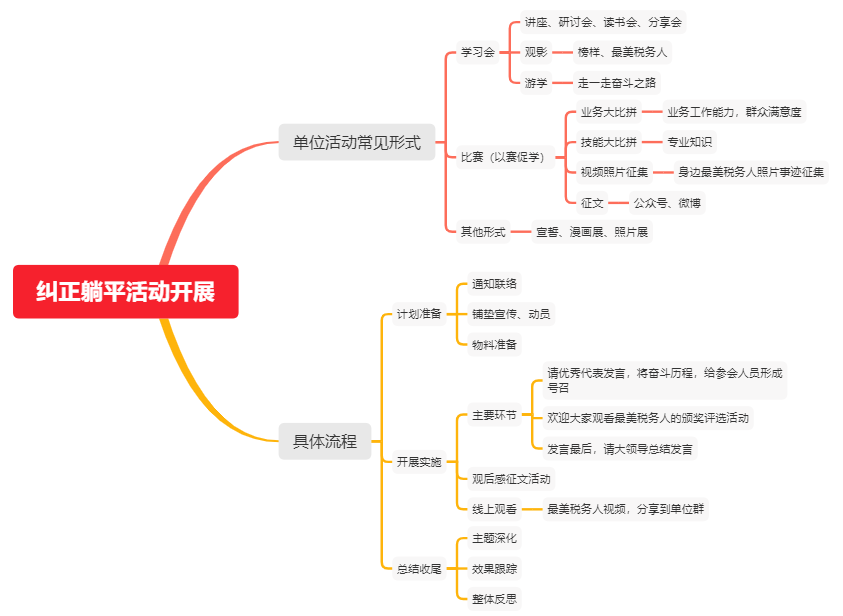 纠正躺平活动开展
单位活动常见形式
学习会
讲座、研讨会、读书会、分享会
观影
榜样、最美税务人
游学
走一走奋斗之路
比赛（以赛促学）
业务大比拼
业务工作能力，群众满意度
技能大比拼
专业知识
视频照片征集
身边最美税务人照片事迹征集
征文
公众号、微博
其他形式
宣誓、漫画展、照片展
具体流程
计划准备
通知联络
铺垫宣传、动员
物料准备
开展实施
主要环节
请优秀代表发言，将奋斗历程，给参会人员形成
号召
欢迎大家观看最美税务人的颁奖评选活动
发言最后，请大领导总结发言
观后感征文活动
线上观看
最美税务人视频，分享到单位群
总结收尾
主题深化
效果跟踪
整体反思